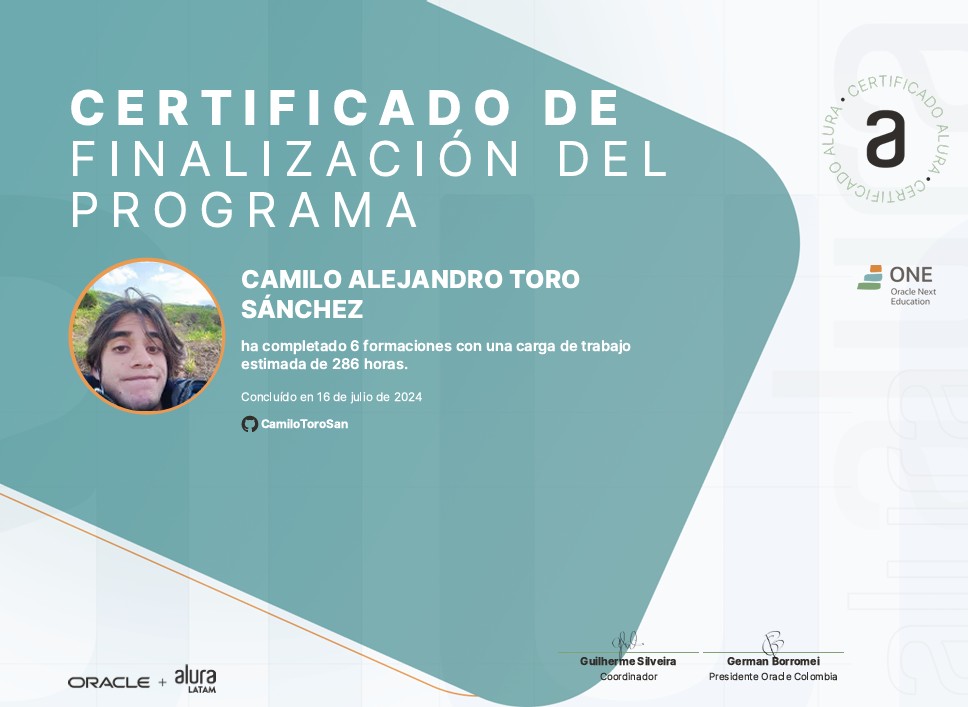 CERTIFICADO DE
FINALIZACIÓN DEL
PROGRAMA
CERTIFICADO ALURA • CERTIFICADO ALURA •
a
ONE
Oracle Next
Education
CAMILO ALEJANDRO TORO
SÁNCHEZ
ha completado 6 formaciones con una carga de trabajo
estimada de 286 horas.
Concluído en 16 de julio de 2024
CamiloToroSan
Guilherme Silveira
Coordinador
German Borromei
Presidente Oracle Colombia
ORACLE + alura
LATAM
alura
alura